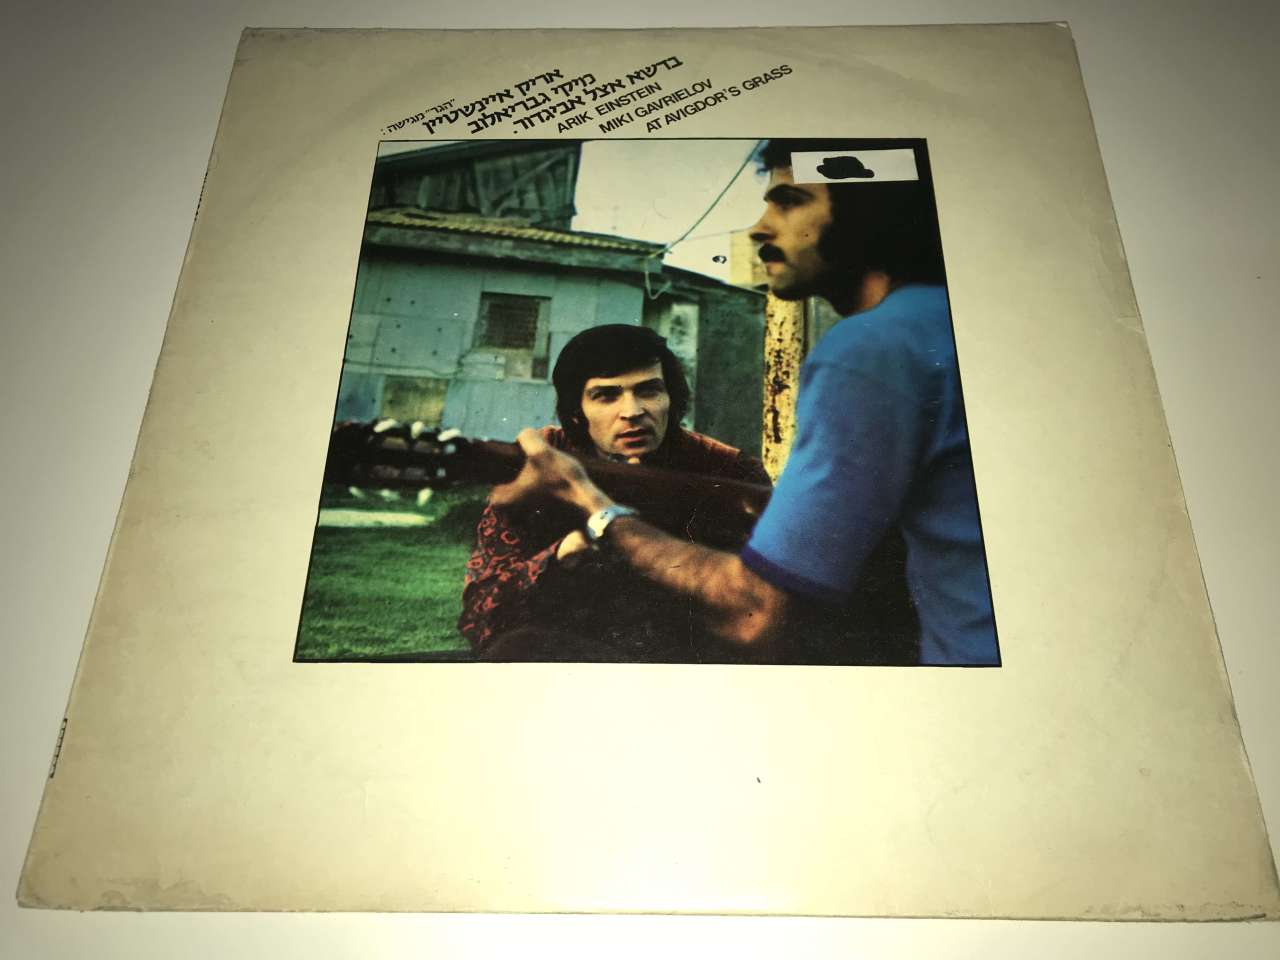 "הגר" מגישה:
אריק איינשטיין
מיקי גבריאלוב
בדשא אצל אביגדור.
ARIK EINSTEIN
MIKI GAVRIELOV
AT AVIGDOR'S GRASS